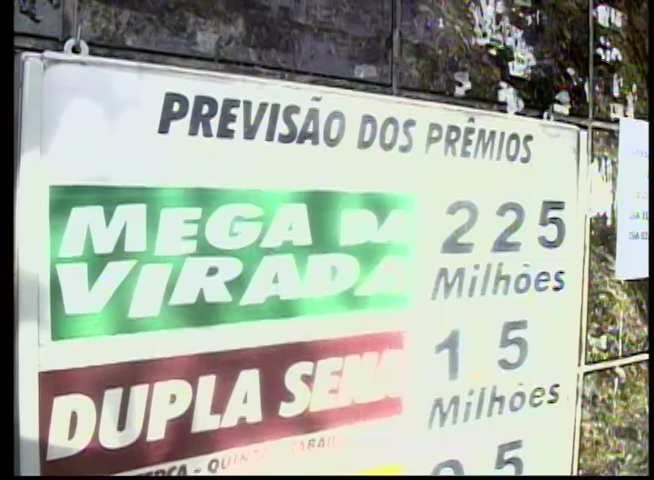 PREVISÃO DOS PRÊMIOS
MEGA DA
VIRADA
225
Milhões
DUPLA SENA
15
Milhões